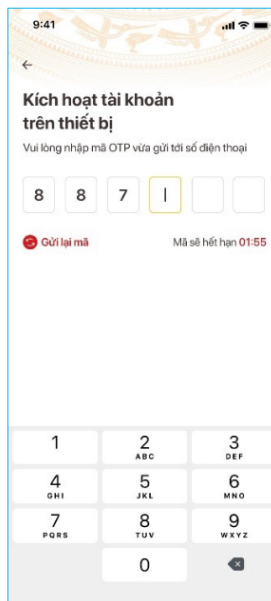 9:41
Kích hoạt tài khoản
trên thiết bị
Vui lòng nhập mã OTP vừa gửi tới số điện thoại
8 8 7
Gửi lại mã Mã sẽ hết hạn 01:55
1 2 3
ABC DEF
4 5 6
GHI JKL MNO
7 8 9
PQRS TUV WXYZ
0